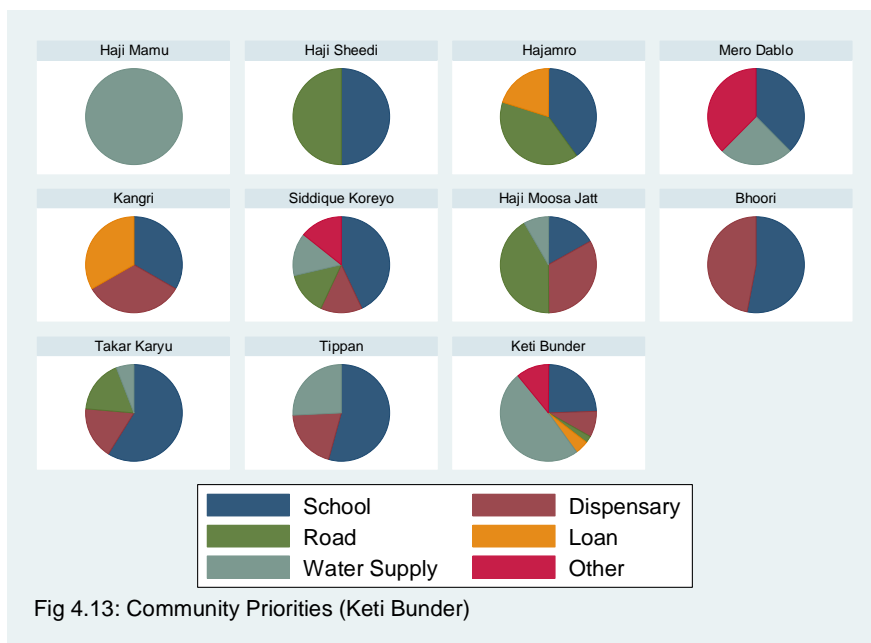 Haji Mamu Haji Sheedi Hajamro Mero Dablo
Kangri Siddique Koreyo Haji Moosa Jatt Bhoori
Takar Karyu Tippan Keti Bunder
School Dispensary
Road Loan
Water Supply Other
Fig 4.13: Community Priorities (Keti Bunder)